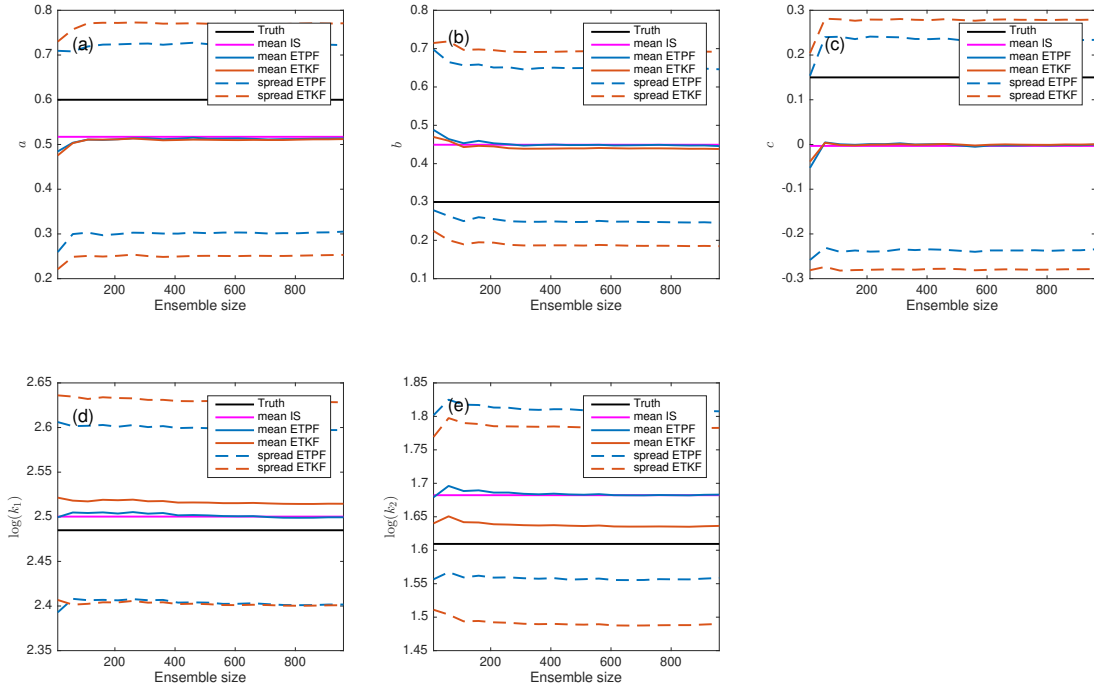 0.8
0.7
0.6
0.5
0.4
0.3
0.2
a
(a)
Truth
mean IS
mean ETPF
mean ETKF
spread ETPF
spread ETKF
200 400 600 800
Ensemble size
0.8
0.7
0.6
0.5
0.4
0.3
0.2
0.1
b
(b)
Truth
mean IS
mean ETPF
mean ETKF
spread ETPF
spread ETKF
200 400 600 800
Ensemble size
0.3
0.2
0.1
0
-0.1
-0.2
-0.3
c
(c)
Truth
mean IS
mean ETPF
mean ETKF
spread ETPF
spread ETKF
200 400 600 800
Ensemble size
2.65
2.6
2.55
2.5
2.45
2.4
2.35
log(k₁)
(d)
Truth
mean IS
mean ETPF
mean ETKF
spread ETPF
spread ETKF
200 400 600 800
Ensemble size
1.85
1.8
1.75
1.7
1.65
1.6
1.55
1.5
1.45
log(k₂)
(e)
Truth
mean IS
mean ETPF
mean ETKF
spread ETPF
spread ETKF
200 400 600 800
Ensemble size